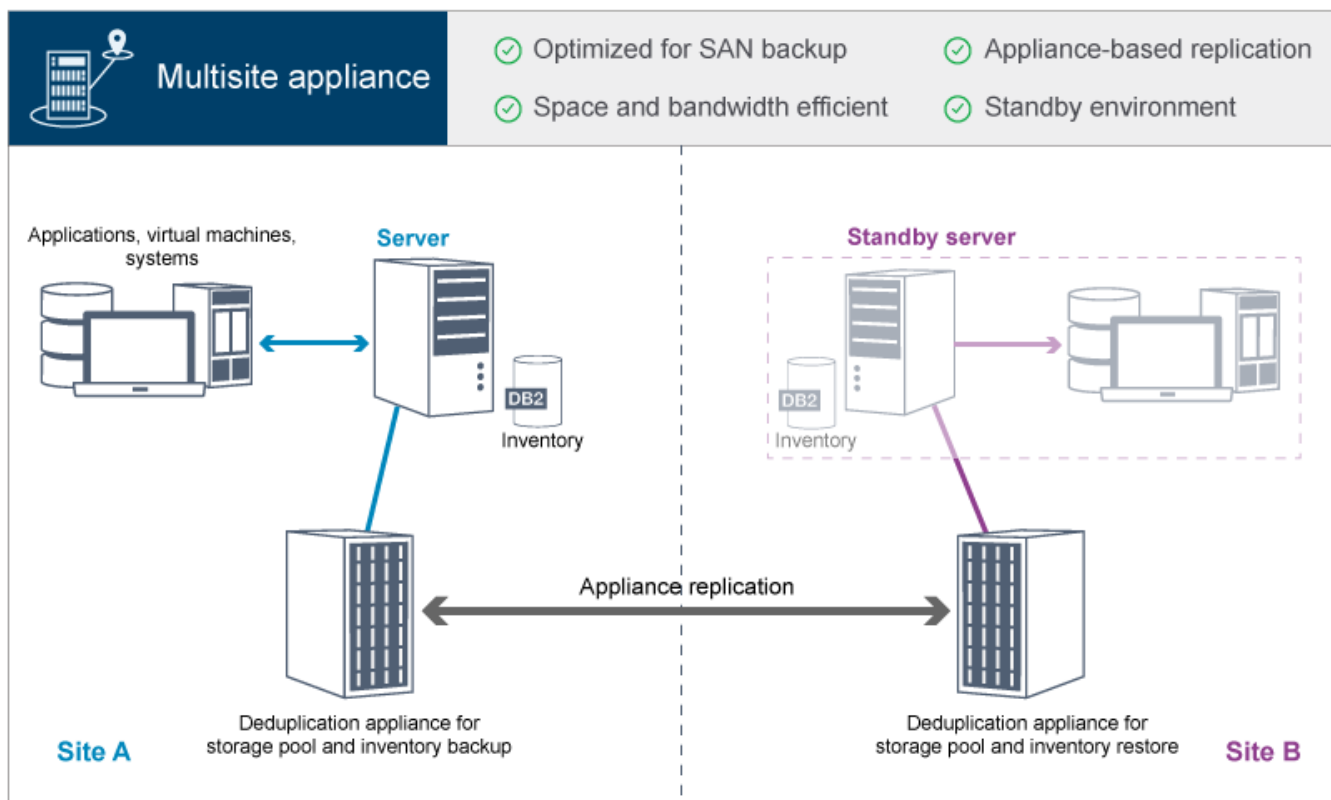 Multisite appliance
Optimized for SAN backup
Appliance-based replication
Space and bandwidth efficient
Standby environment
Applications, virtual machines,
systems
Server
DB2
Inventory
Standby server
DB2
Inventory
Appliance replication
Deduplication appliance for
storage pool and inventory backup
Site A
Deduplication appliance for
storage pool and inventory restore
Site B